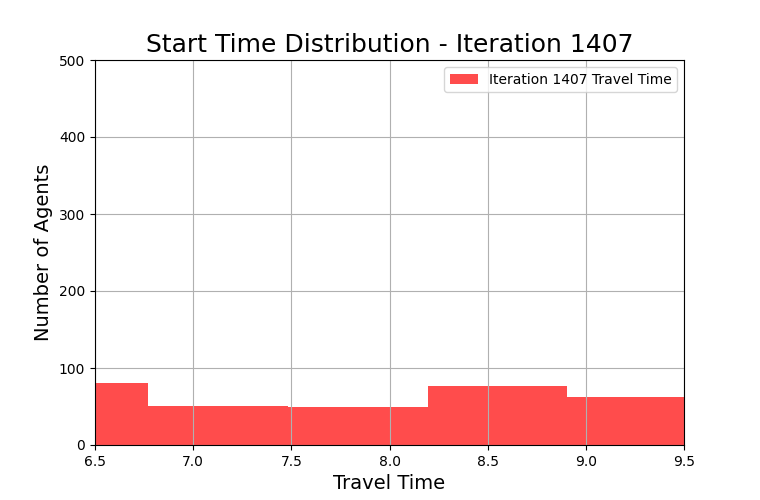 Start Time Distribution - Iteration 1407
500
400
300
200
100
0
Number of Agents
Iteration 1407 Travel Time
6.5 7.0 7.5 8.0 8.5 9.0 9.5
Travel Time